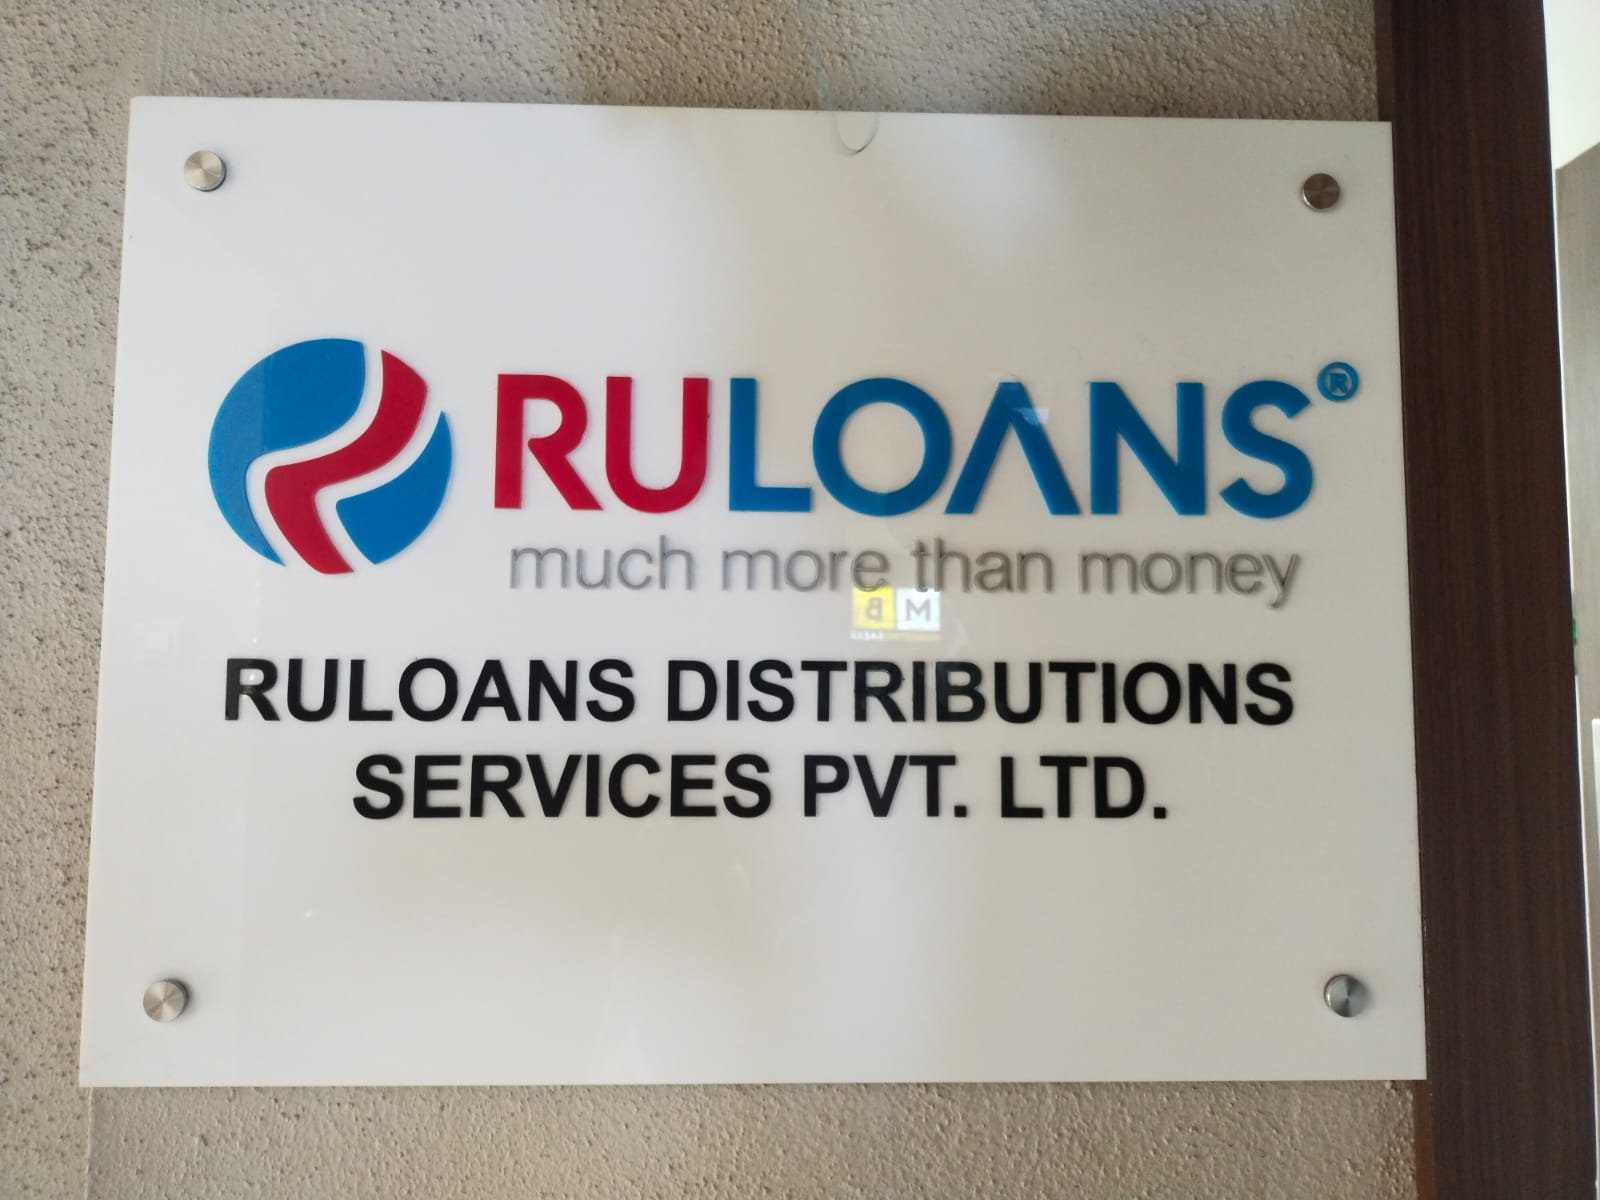 RULOANS®
much more than money
RULOANS DISTRIBUTIONS
SERVICES PVT. LTD.